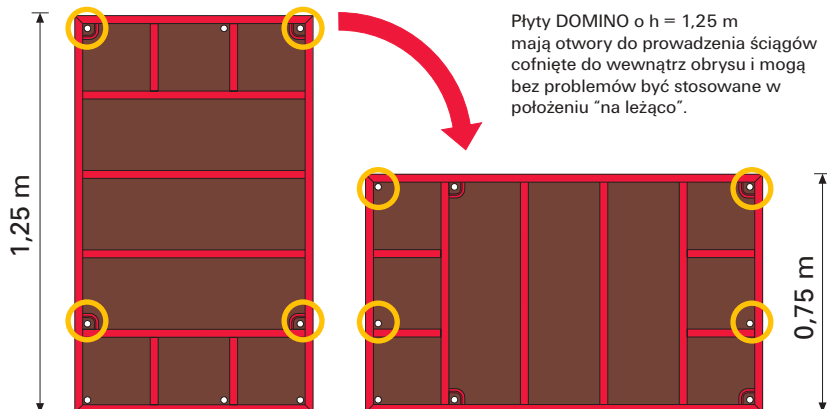 Płyty DOMINO o h = 1,25 m
mają otwory do prowadzenia ściągów
cofnięte do wewnątrz obrysu i mogą
bez problemów być stosowane w
położeniu "na leżąco".
1,25 m
0,75 m